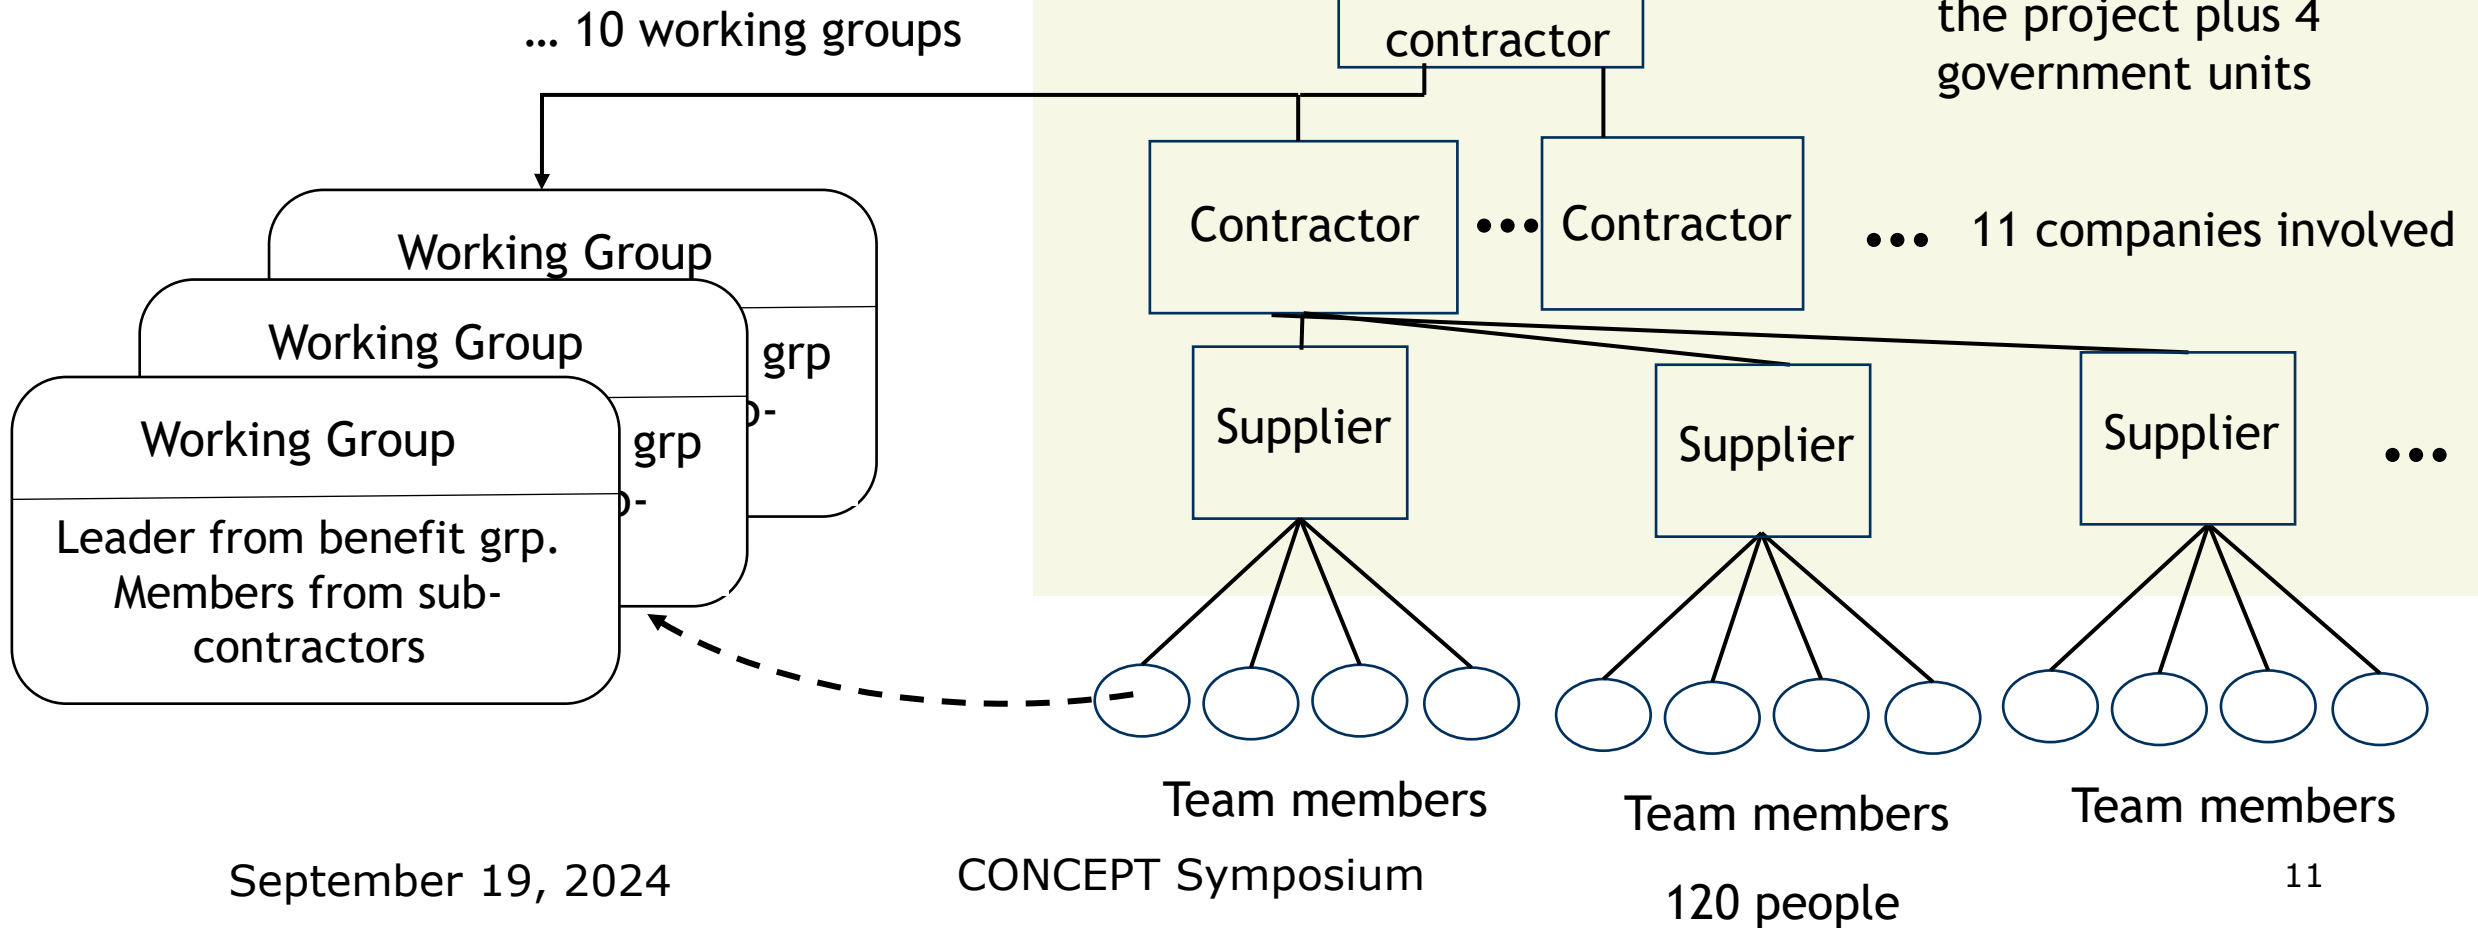 ... 10 working groups
contractor
the project plus 4
government units
Contractor
...
Contractor
... 11 companies involved
Working Group
grp
Working Group
grp
Working Group
Leader from benefit grp.
Members from sub-
contractors
Supplier
Supplier
Supplier
...
Team members
Team members
Team members
September 19, 2024
CONCEPT Symposium
11
120 people